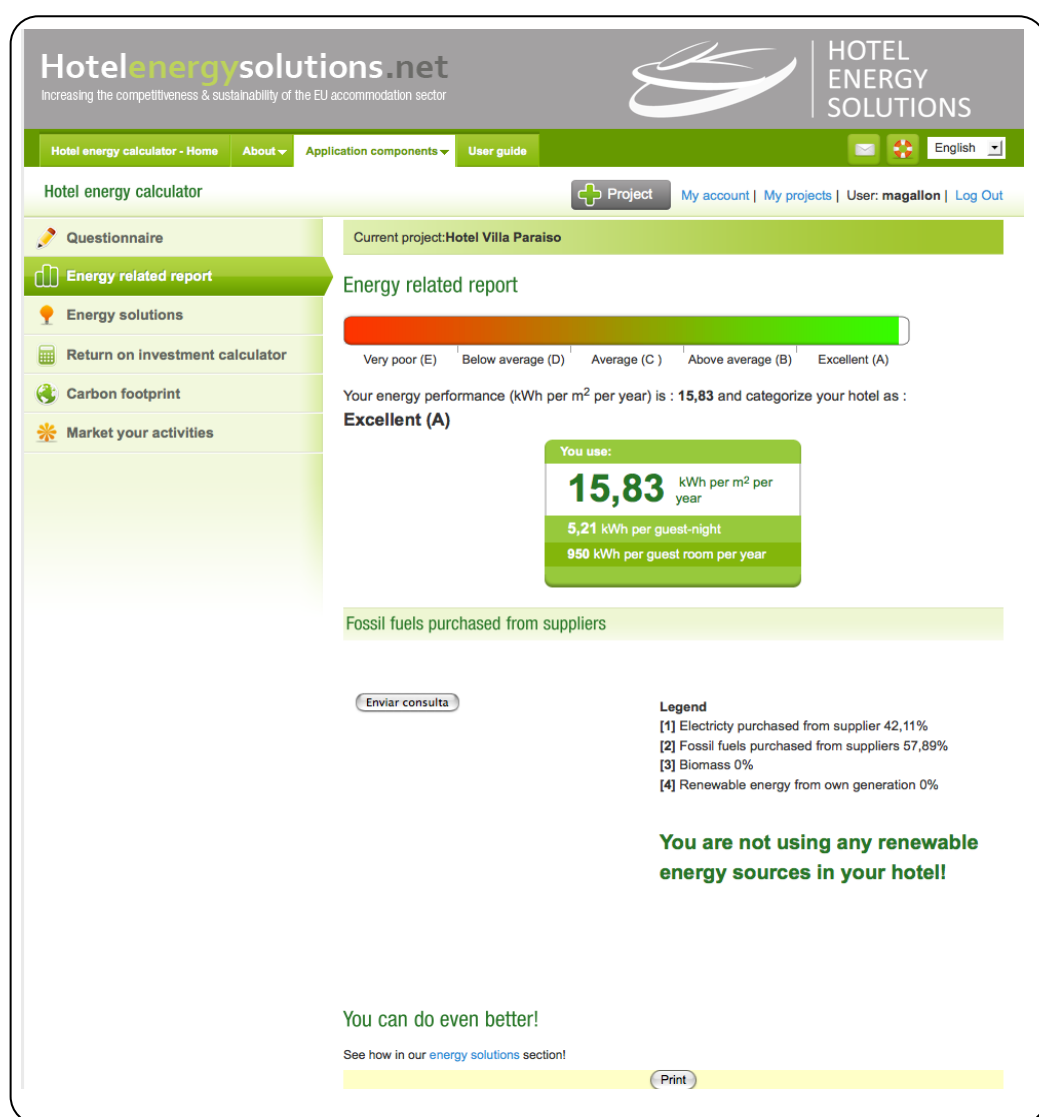 Hotelenergysolutions.net
Increasing the competitiveness & sustainability of the EU accommodation sector
HOTEL
ENERGY
SOLUTIONS
Hotel energy calculator - Home About Application components User guide English
Hotel energy calculator
Project My account | My projects | User: magallon | Log Out
Questionnaire
Energy related report
Energy solutions
Return on investment calculator
Carbon footprint
Market your activities
Current project:Hotel Villa Paraiso
Energy related report
Very poor (E) Below average (D) Average (C ) Above average (B) Excellent (A)
Your energy performance (kWh per m2 per year) is : 15,83 and categorize your hotel as :
Excellent (A)
You use:
15,83 kWh per m2 per
year
5,21 kWh per guest-night
950 kWh per guest room per year
Fossil fuels purchased from suppliers
Enviar consulta
Legend
[1] Electricty purchased from supplier 42,11%
[2] Fossil fuels purchased from suppliers 57,89%
[3] Biomass 0%
[4] Renewable energy from own generation 0%
You are not using any renewable
energy sources in your hotel!
You can do even better!
See how in our energy solutions section!
Print